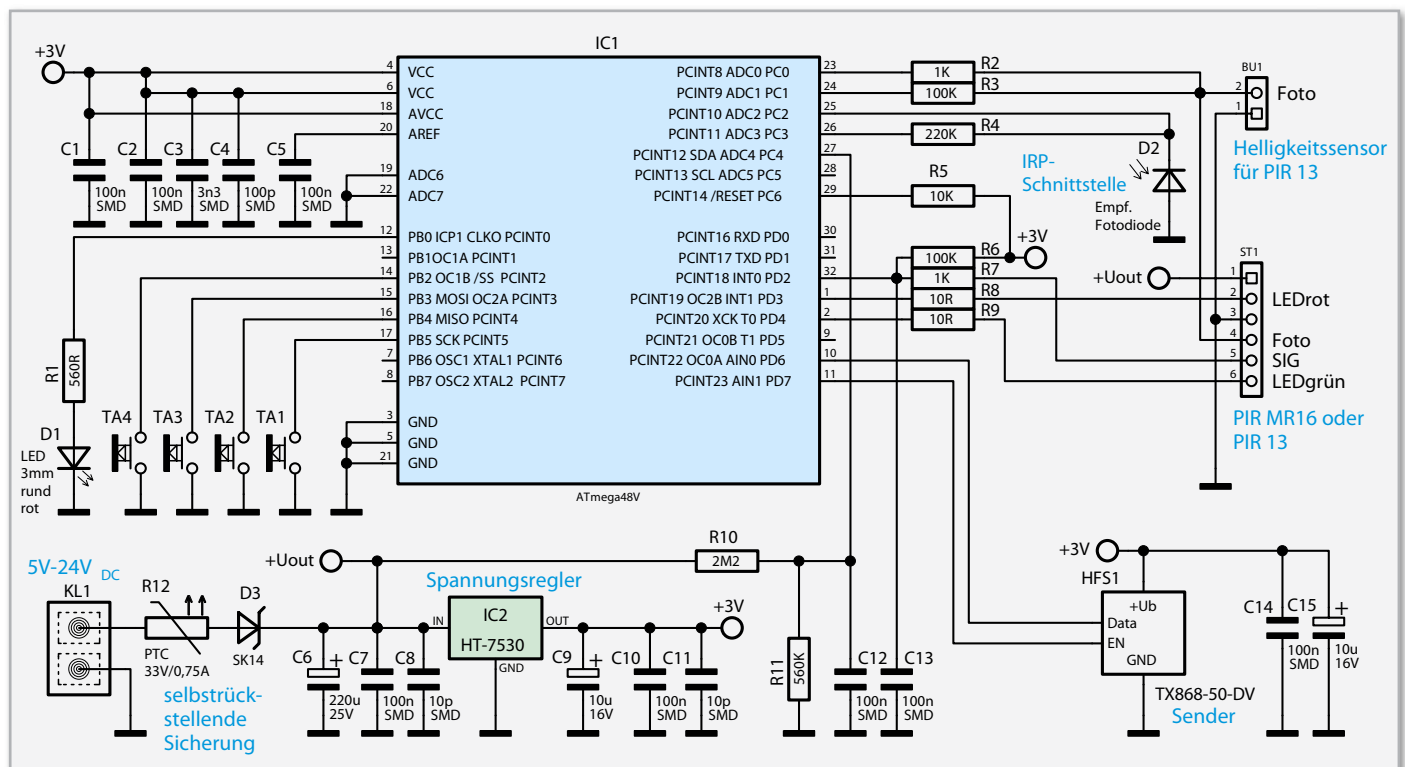 IC1
+3V
4 VCC
6 VCC
18 AVCC
20 AREF
19 ADC6
22 ADC7
12 PB0 ICP1 CLKO PCINT0
13 PB1OC1A PCINT1
14 PB2 OC1B /SS PCINT2
15 PB3 MOSI OC2A PCINT3
16 PB4 MISO PCINT4
17 PB5 SCK PCINT5
7 PB6 OSC1 XTAL1 PCINT6
8 PB7 OSC2 XTAL2 PCINT7
3 GND
5 GND
21 GND
PCINT8 ADC0 PC0 23
PCINT9 ADC1 PC1 24
PCINT10 ADC2 PC2 25
PCINT11 ADC3 PC3 26
PCINT12 SDA ADC4 PC4 27
PCINT13 SCL ADC5 PC5 28
PCINT14 /RESET PC6 29
PCINT16 RXD PD0 30
PCINT17 TXD PD1 31
PCINT18 INT0 PD2 32
PCINT19 OC2B INT1 PD3 1
PCINT20 XCK T0 PD4 2
PCINT21 OC0B T1 PD5 9
PCINT22 OC0A AIN0 PD6 10
PCINT23 AIN1 PD7 11
ATmega48V
C1
100n
SMD
C2
100n
SMD
C3
3n3
SMD
C4
100p
SMD
C5
100n
SMD
R1
560R
D1
LED
3mm
rund
rot
TA4
TA3
TA2
TA1
1K R2
100K R3
220K R4
R5
10K
100K R6
1K R7
10R R8
10R R9
+3V
IRP-
Schnittstelle
D2
Empf.
Fotodiode
BU1
2 Foto
1
Helligkeitssensor
für PIR 13
+Uout
ST1
1
2 LEDrot
3
4 Foto
5 SIG
6 LEDgrün
PIR MR16 oder
PIR 13
5V-24V DC
KL1
R12
PTC
33V/0,75A
selbstrück-
stellende
Sicherung
D3
SK14
+Uout
Spannungsregler
IN
IC2
HT-7530
OUT
GND
+3V
C6
+
220u
25V
C7
100n
SMD
C8
10p
SMD
C9
+
10u
16V
C10
100n
SMD
C11
10p
SMD
R10
2M2
R11
560K
C12
100n
SMD
C13
100n
SMD
+3V
HFS1
+Ub
Data
EN
GND
TX868-50-DV
Sender
C14
100n
SMD
C15
+
10u
16V